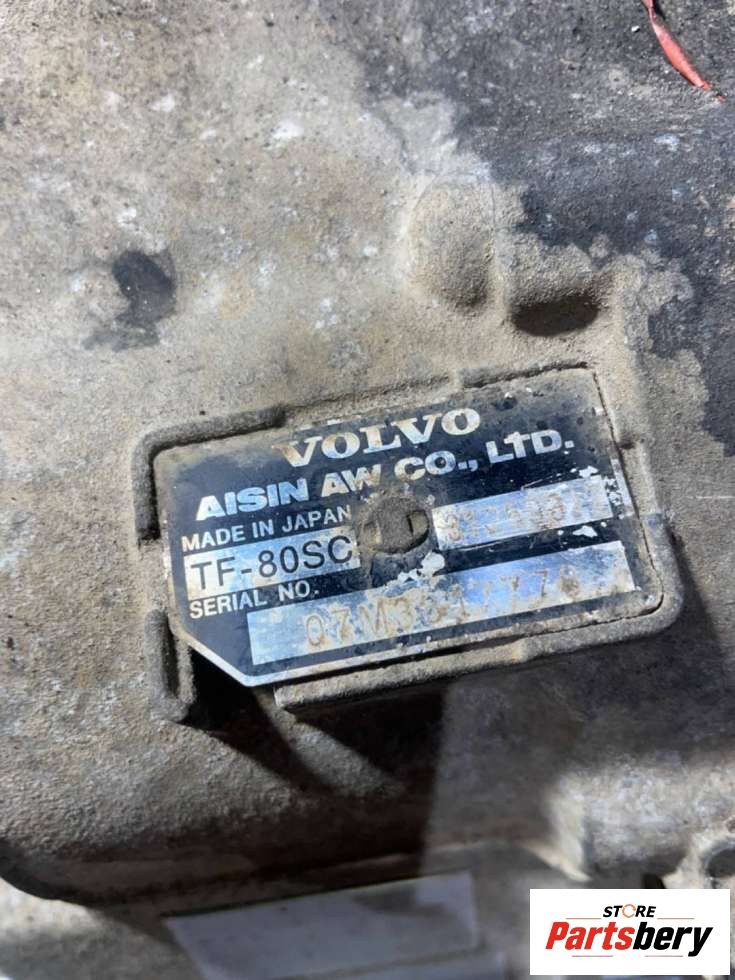 VOLVO
AISIN AW CO., LTD.
MADE IN JAPAN
TF-80SC
SERIAL NO.
STORE
Partsbery